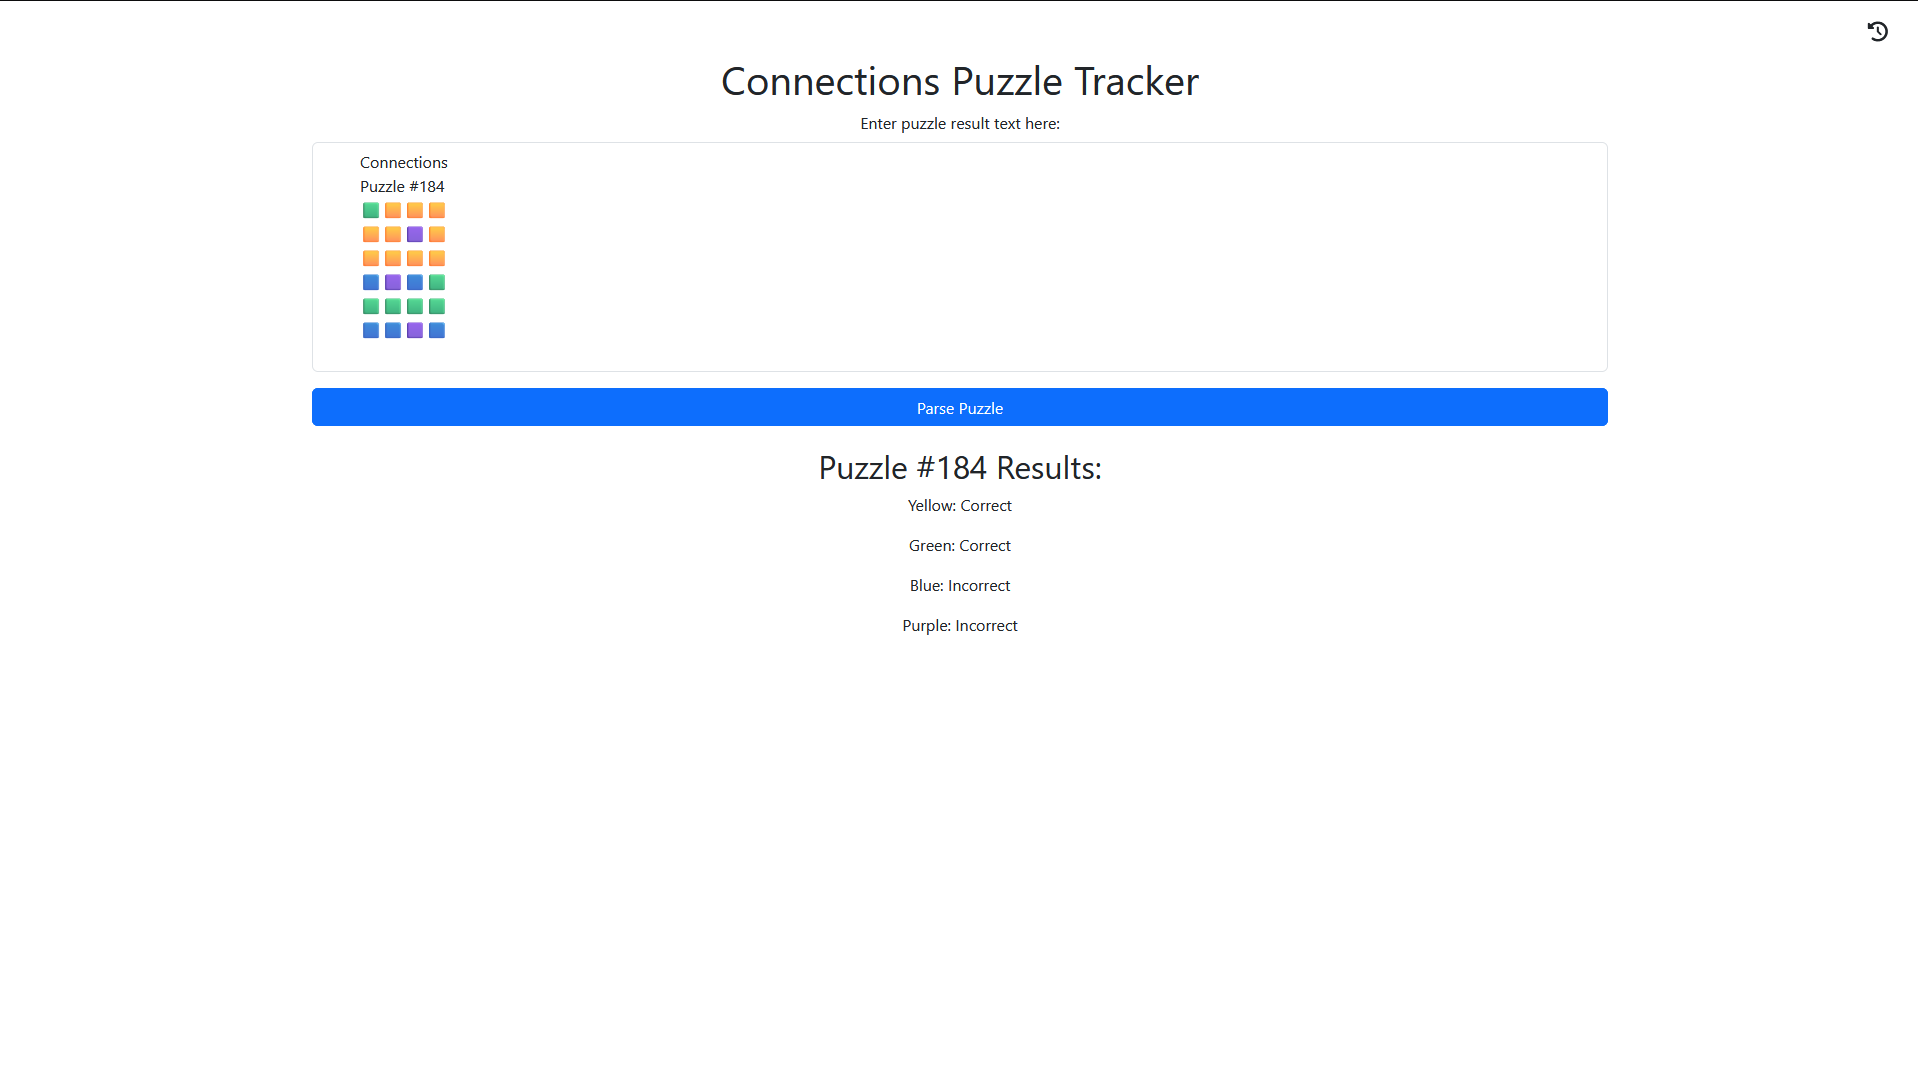 Connections Puzzle Tracker
Enter puzzle result text here:
Connections
Puzzle #184
🟩🟨🟨🟨
🟨🟨🟪🟨
🟨🟨🟨🟨
🟦🟪🟦🟩
🟩🟩🟩🟩
🟦🟦🟪🟦
Parse Puzzle
Puzzle #184 Results:
Yellow: Correct
Green: Correct
Blue: Incorrect
Purple: Incorrect